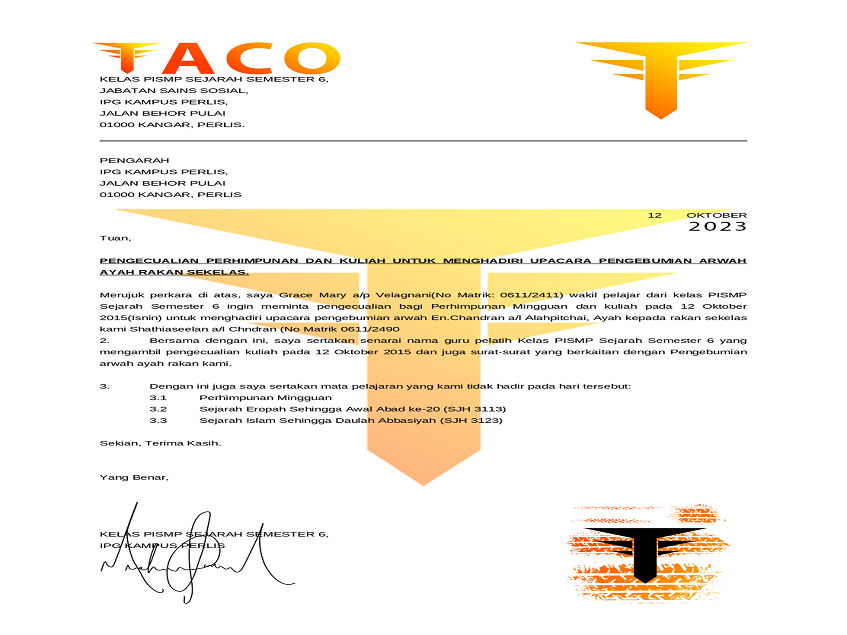 TACO
KELAS PISMP SEJARAH SEMESTER 6,
JABATAN SAINS SOSIAL,
IPG KAMPUS PERLIS,
JALAN BEHOR PULAI
01000 KANGAR, PERLIS.
PENGARAH
IPG KAMPUS PERLIS,
JALAN BEHOR PULAI
01000 KANGAR, PERLIS
12 OKTOBER
2023
Tuan,
PENGECUALIAN PERHIMPUNAN DAN KULIAH UNTUK MENGHADIRI UPACARA PENGEBUMIAN ARWAH
AYAH RAKAN SEKELAS.
Merujuk perkara di atas, saya Grace Mary a/p Velagnani(No Matrik: 0611/2411) wakil pelajar dari kelas PISMP
Sejarah Semester 6 ingin meminta pengecualian bagi Perhimpunan Mingguan dan kuliah pada 12 Oktober
2015(Isnin) untuk menghadiri upacara pengebumian arwah En.Chandran a/l Alahpitchai, Ayah kepada rakan sekelas
kami Shathiaseelan a/l Chndran (No Matrik 0611/2490
2. Bersama dengan ini, saya sertakan senarai nama guru pelatih Kelas PISMP Sejarah Semester 6 yang
mengambil pengecualian kuliah pada 12 Oktober 2015 dan juga surat-surat yang berkaitan dengan Pengebumian
arwah ayah rakan kami.
3. Dengan ini juga saya sertakan mata pelajaran yang kami tidak hadir pada hari tersebut:
3.1 Perhimpunan Mingguan
3.2 Sejarah Eropah Sehingga Awal Abad ke-20 (SJH 3113)
3.3 Sejarah Islam Sehingga Daulah Abbasiyah (SJH 3123)
Sekian, Terima Kasih.
Yang Benar,
KELAS PISMP SEJARAH SEMESTER 6,
IPG KAMPUS PERLIS